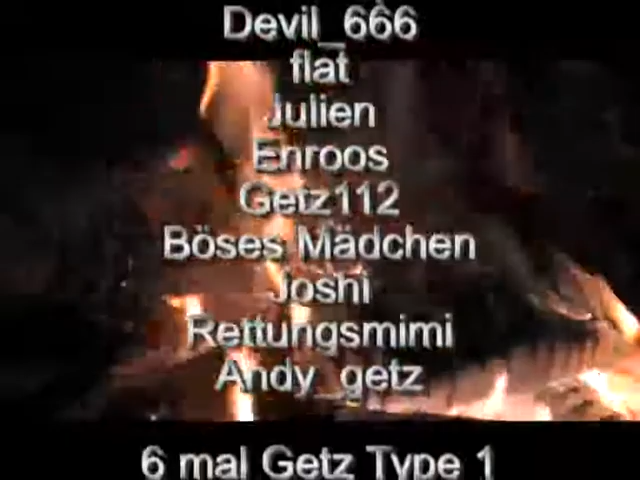 Devil_666
flat
Julien
Enroos
Getz112
Böses Mädchen
Joshi
Rettungsmimi
Andy_getz
6 mal Getz Type 1